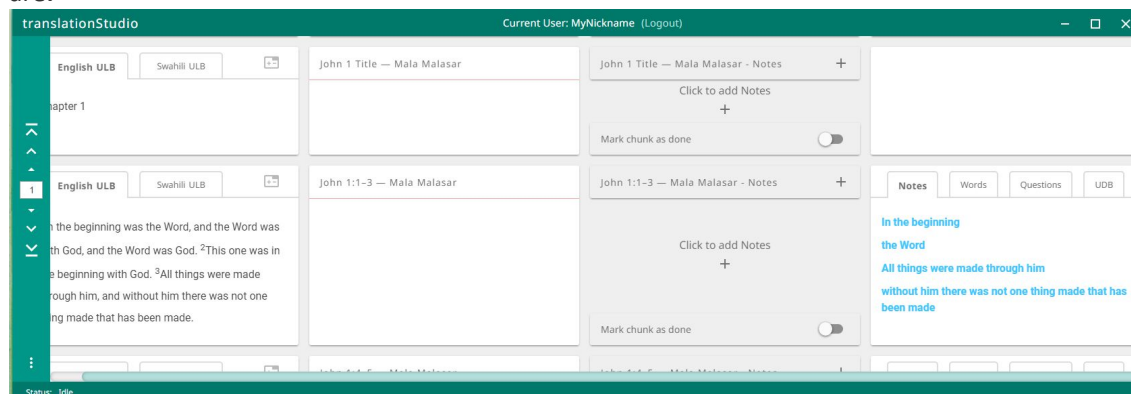 are.
translationStudio
Current User: MyNickname (Logout)
English ULB
Swahili ULB
hapter 1
John 1 Title — Mala Malasar
John 1 Title — Mala Malasar - Notes +
Click to add Notes
+
Mark chunk as done
1
English ULB
Swahili ULB
n the beginning was the Word, and the Word was
th God, and the Word was God. ²This one was in
e beginning with God. ³All things were made
rough him, and without him there was not one
ing made that has been made.
John 1:1–3 — Mala Malasar
John 1:1–3 — Mala Malasar - Notes +
Click to add Notes
+
Mark chunk as done
Notes
Words
Questions
UDB
In the beginning
the Word
All things were made through him
without him there was not one thing made that has
been made
Status: Idle